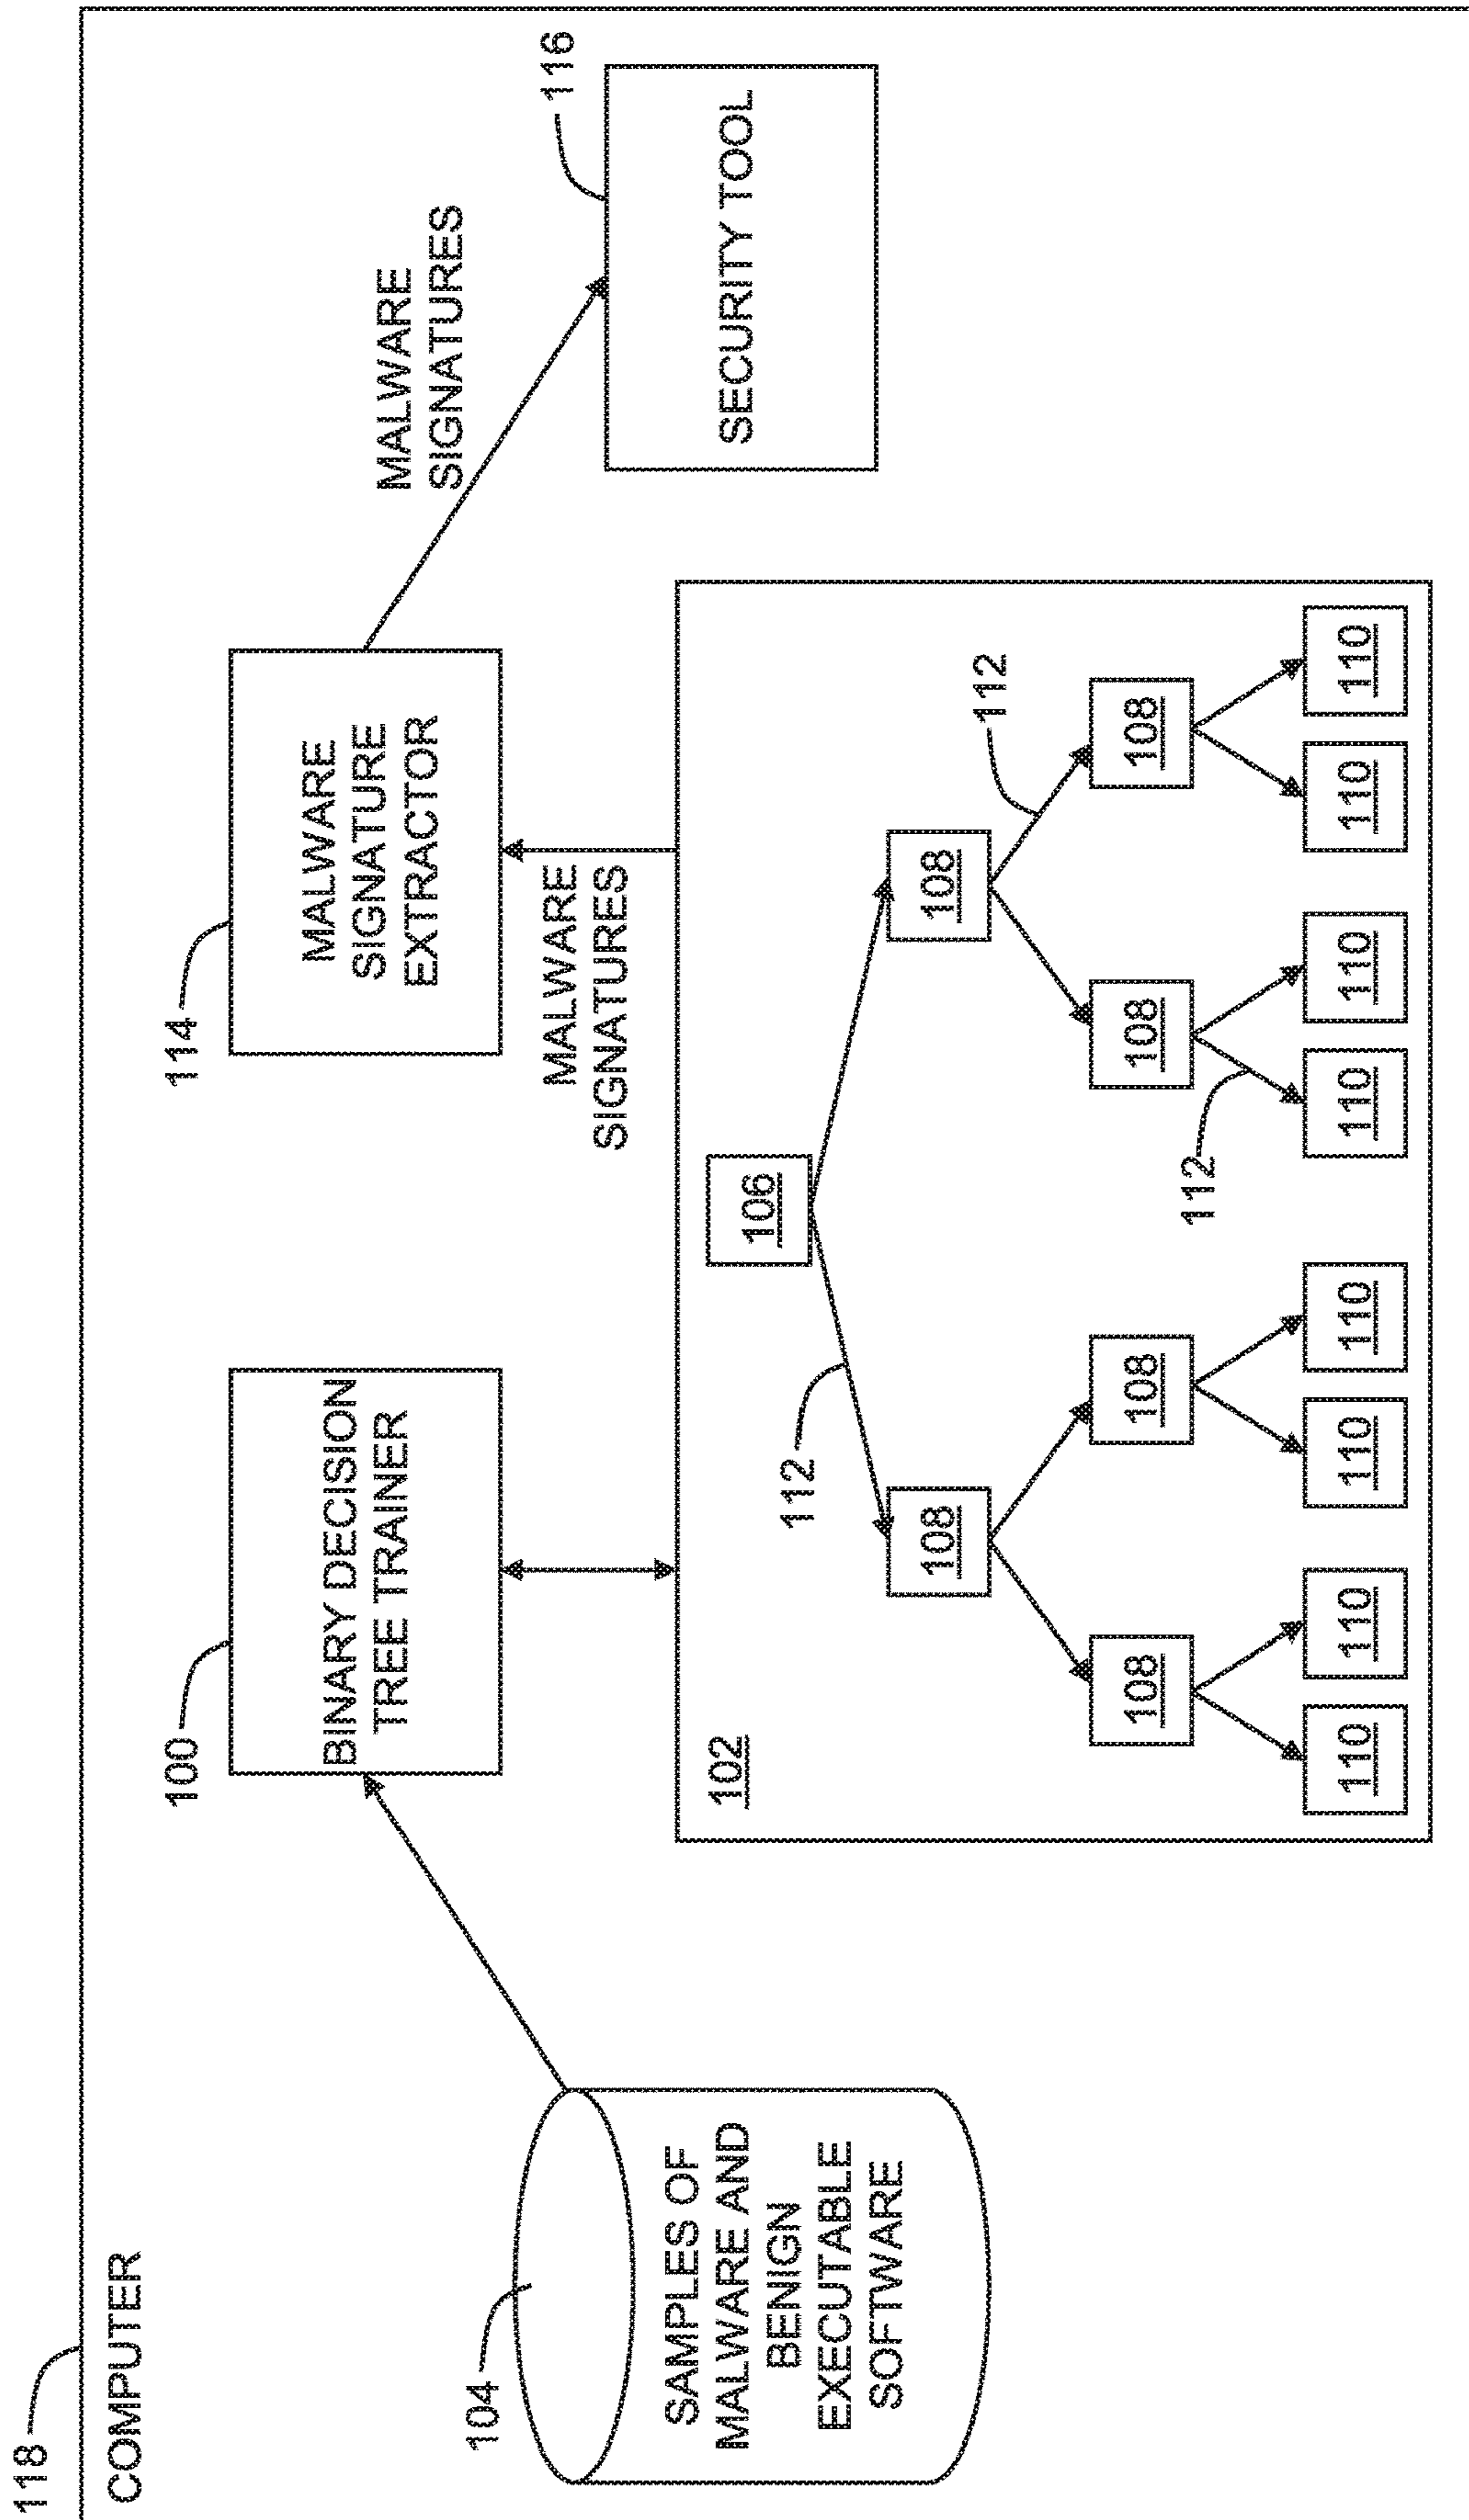 118
COMPUTER
100
114
BINARY DECISION
TREE TRAINER
MALWARE
SIGNATURE
EXTRACTOR
MALWARE
SIGNATURES
116
104
SAMPLES OF
MALWARE AND
BENIGN
EXECUTABLE
SOFTWARE
MALWARE
SIGNATURES
SECURITY TOOL
102
106
112
108
108
112
108
108
108
108
112
110
110
110
110
110
110
110
110